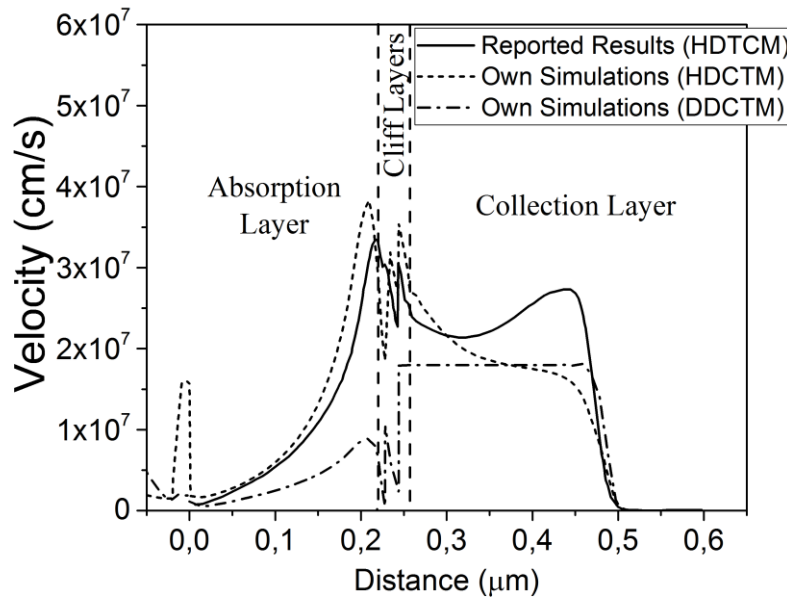 6x10⁷
5x10⁷
4x10⁷
3x10⁷
2x10⁷
1x10⁷
0
Velocity (cm/s)
Reported Results (HDTCM)
Own Simulations (HDCTM)
Own Simulations (DDCTM)
Cliff Layers
Absorption
Layer
Collection Layer
0,0
0,1
0,2
0,3
0,4
0,5
0,6
Distance (μm)